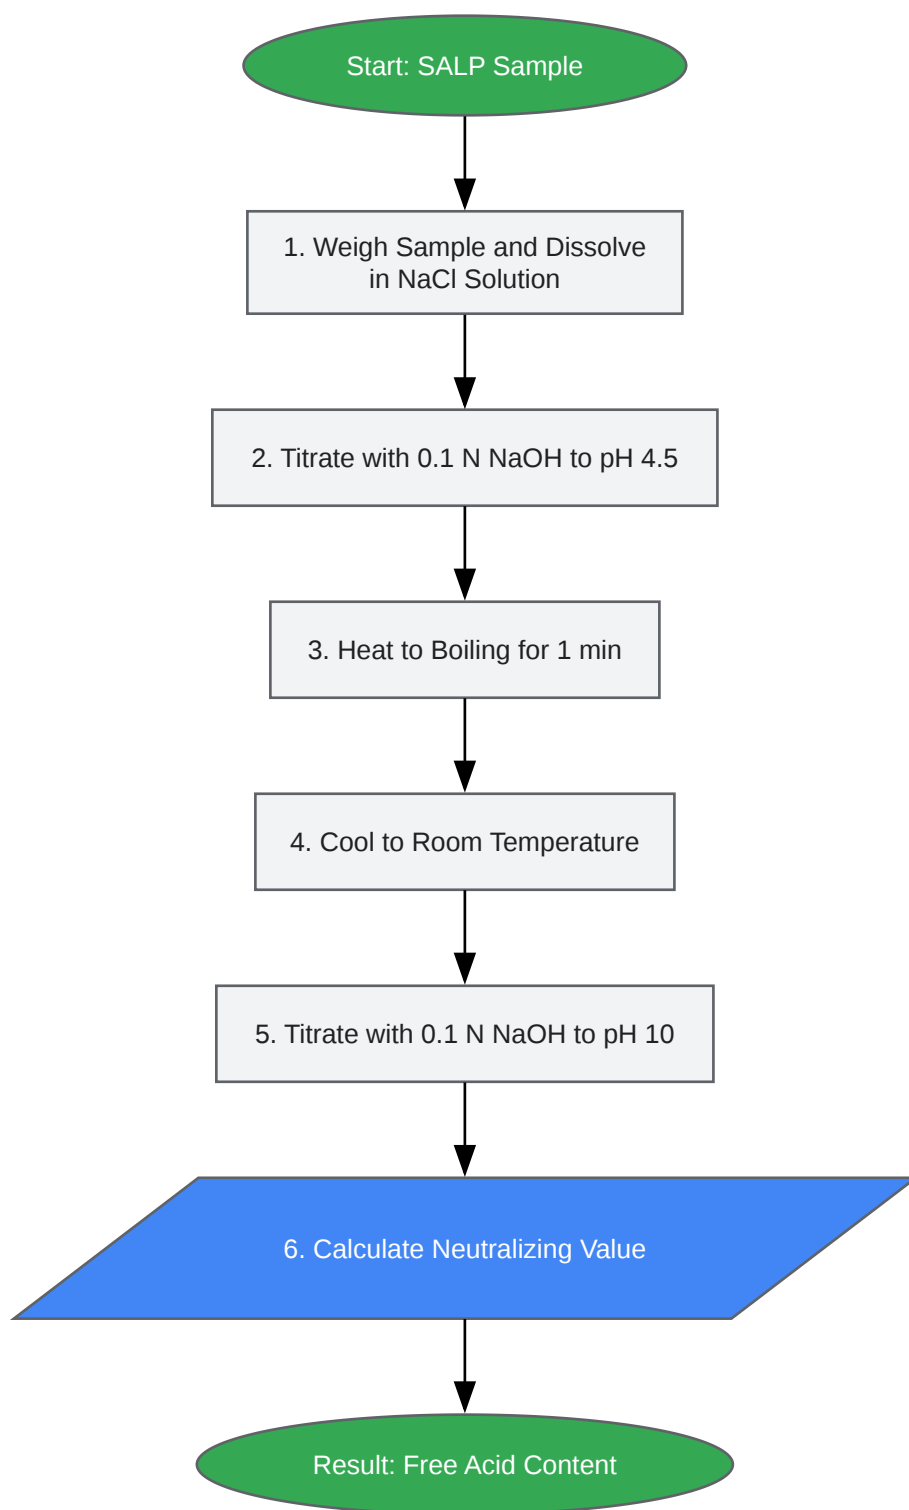 Start: SALP Sample
1. Weigh Sample and Dissolve
in NaCl Solution
2. Titrate with 0.1 N NaOH to pH 4.5
3. Heat to Boiling for 1 min
4. Cool to Room Temperature
5. Titrate with 0.1 N NaOH to pH 10
6. Calculate Neutralizing Value
Result: Free Acid Content